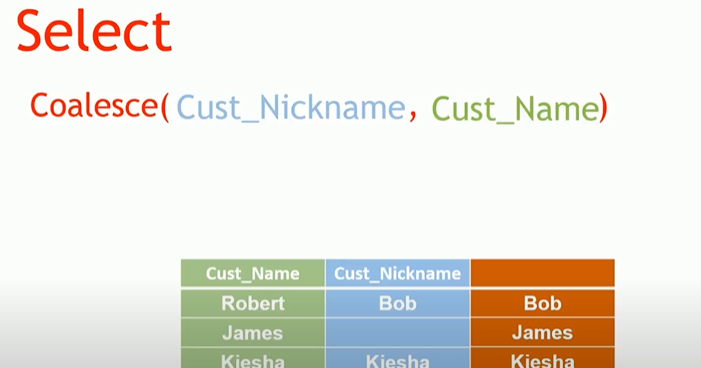 Select
Coalesce( Cust_Nickname, Cust_Name)
Cust_Name Cust_Nickname
Robert Bob Bob
James James
Kiesha Kiesha Kiesha